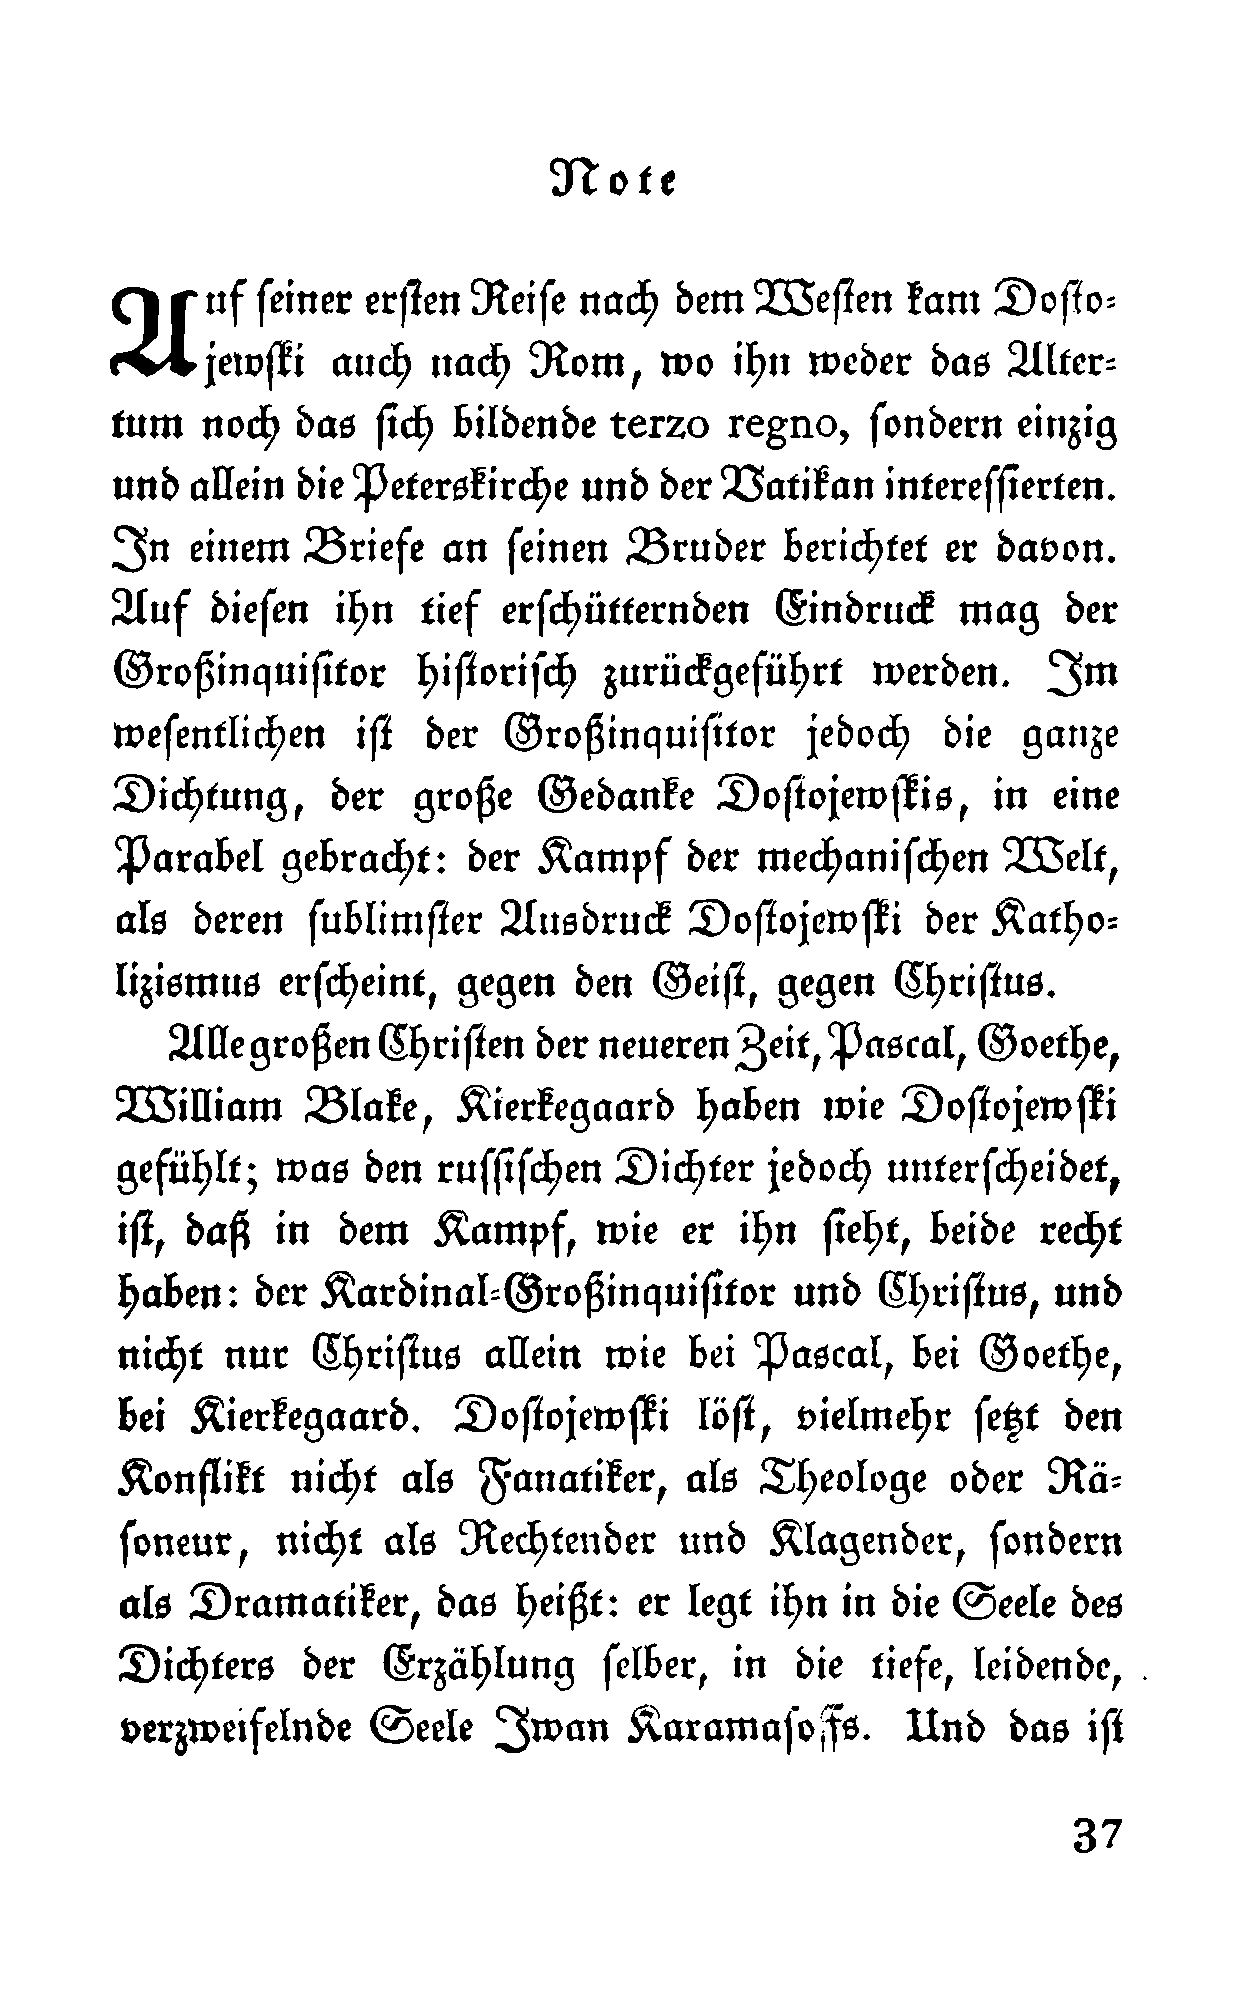 Note
Auf seiner ersten Reise nach dem Westen kam Dosto-
jewski auch nach Rom, wo ihn weder das Alter-
tum noch das sich bildende terzo regno, sondern einzig
und allein die Peterskirche und der Vatikan interessierten.
In einem Briefe an seinen Bruder berichtet er davon.
Auf diesen ihn tief erschütternden Eindruck mag der
Großinquisitor historisch zurückgeführt werden. Im
wesentlichen ist der Großinquisitor jedoch die ganze
Dichtung, der große Gedanke Dostojewskis, in eine
Parabel gebracht: der Kampf der mechanischen Welt,
als deren sublimster Ausdruck Dostojewski der Katho-
lizismus erscheint, gegen den Geist, gegen Christus.
Alle großen Christen der neueren Zeit, Pascal, Goethe,
William Blake, Kierkegaard haben wie Dostojewski
gefühlt; was den russischen Dichter jedoch unterscheidet,
ist, daß in dem Kampf, wie er ihn sieht, beide recht
haben: der Kardinal-Großinquisitor und Christus, und
nicht nur Christus allein wie bei Pascal, bei Goethe,
bei Kierkegaard. Dostojewski löst, vielmehr setzt den
Konflikt nicht als Fanatiker, als Theologe oder Rä-
soneur, nicht als Rechtender und Klagender, sondern
als Dramatiker, das heißt: er legt ihn in die Seele des
Dichters der Erzählung selber, in die tiefe, leidende,
verzweifelnde Seele Iwan Karamasoffs. Und das ist
37